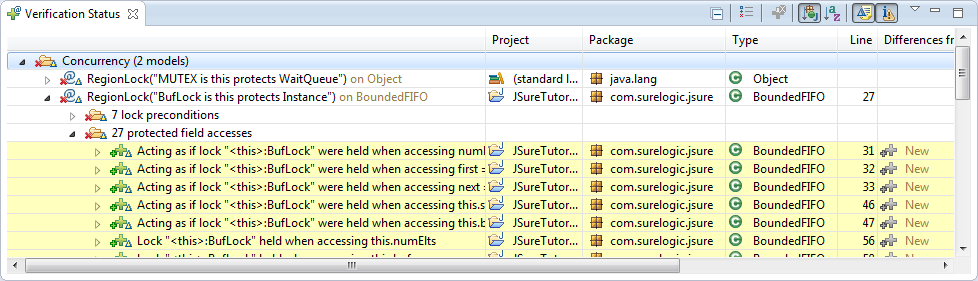 Verification Status
Project Package Type Line Differences fr
Concurrency (2 models)
RegionLock("MUTEX is this protects WaitQueue") on Object (standard l... java.lang Object
RegionLock("BufLock is this protects Instance") on BoundedFIFO JSureTutor... com.surelogic.jsure BoundedFIFO 27
7 lock preconditions
27 protected field accesses
Acting as if lock "<this>:BufLock" were held when accessing numl JSureTutor... com.surelogic.jsure BoundedFIFO 31 New
Acting as if lock "<this>:BufLock" were held when accessing first = JSureTutor... com.surelogic.jsure BoundedFIFO 32 New
Acting as if lock "<this>:BufLock" were held when accessing next = JSureTutor... com.surelogic.jsure BoundedFIFO 33 New
Acting as if lock "<this>:BufLock" were held when accessing this.s JSureTutor... com.surelogic.jsure BoundedFIFO 46 New
Acting as if lock "<this>:BufLock" were held when accessing this.b JSureTutor... com.surelogic.jsure BoundedFIFO 47 New
Lock "<this>:BufLock" held when accessing this.numElts JSureTutor... com.surelogic.jsure BoundedFIFO 56 New